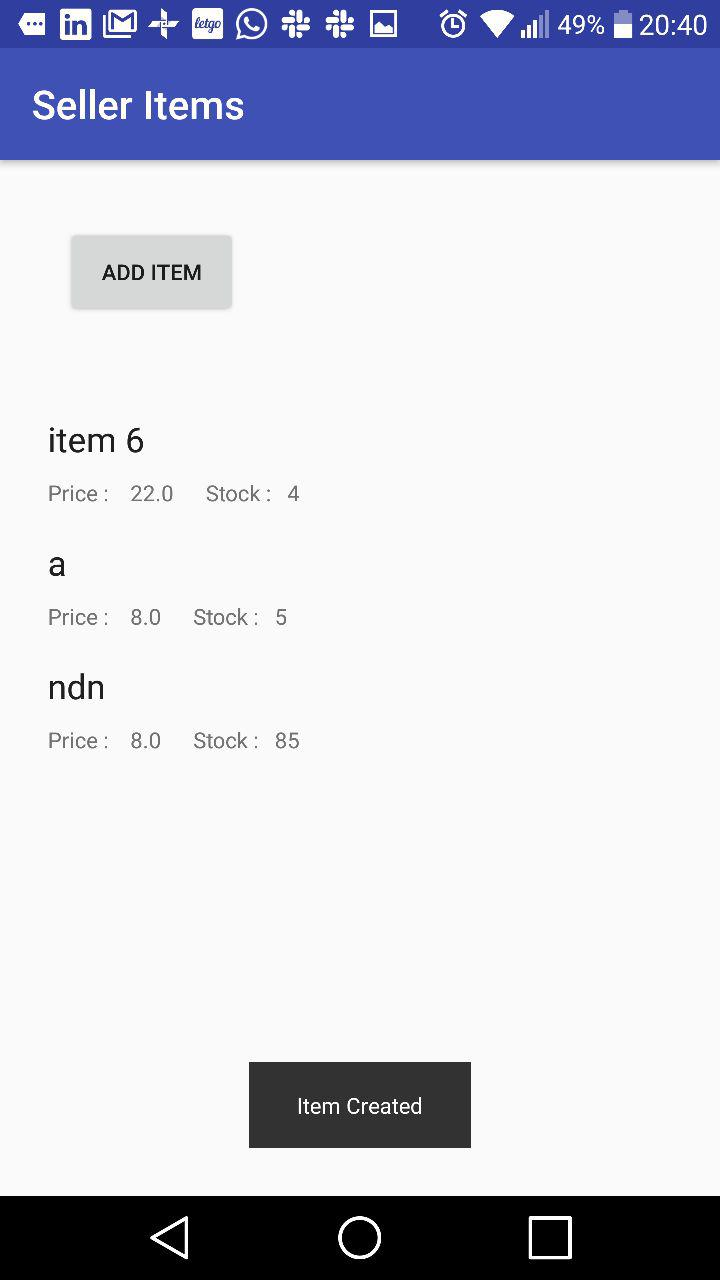 49% 20:40
Seller Items
ADD ITEM
item 6
Price : 22.0 Stock : 4
a
Price : 8.0 Stock : 5
ndn
Price : 8.0 Stock : 85
Item Created